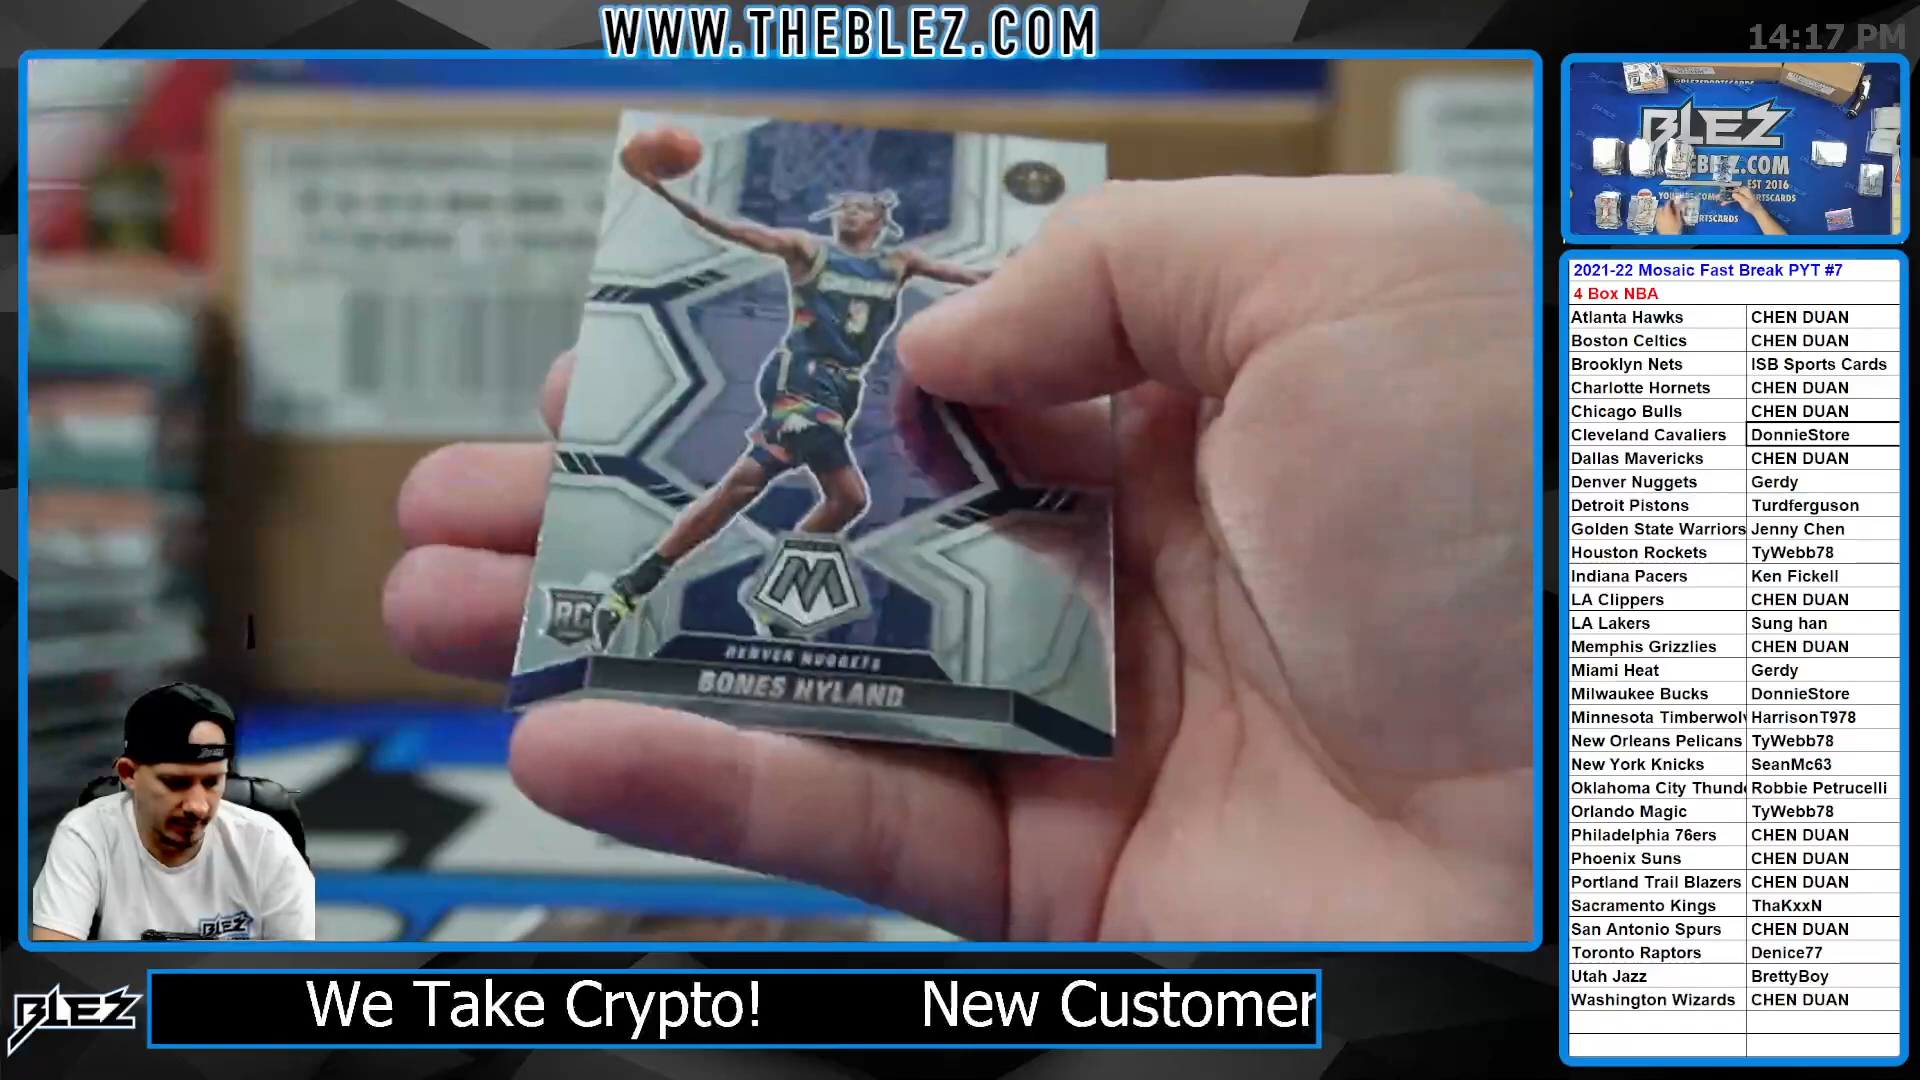 WWW.THEBLEZ.COM
14:17 PM
BLEZ
EST 2016
RC
M
DENVER NUGGETS
BONES HYLAND
2021-22 Mosaic Fast Break PYT #7
4 Box NBA
Atlanta Hawks CHEN DUAN
Boston Celtics CHEN DUAN
Brooklyn Nets ISB Sports Cards
Charlotte Hornets CHEN DUAN
Chicago Bulls CHEN DUAN
Cleveland Cavaliers DonnieStore
Dallas Mavericks CHEN DUAN
Denver Nuggets Gerdy
Detroit Pistons Turdferguson
Golden State Warriors Jenny Chen
Houston Rockets TyWebb78
Indiana Pacers Ken Fickell
LA Clippers CHEN DUAN
LA Lakers Sung han
Memphis Grizzlies CHEN DUAN
Miami Heat Gerdy
Milwaukee Bucks DonnieStore
Minnesota Timberwolv HarrisonT978
New Orleans Pelicans TyWebb78
New York Knicks SeanMc63
Oklahoma City Thund Robbie Petrucelli
Orlando Magic TyWebb78
Philadelphia 76ers CHEN DUAN
Phoenix Suns CHEN DUAN
Portland Trail Blazers CHEN DUAN
Sacramento Kings ThaKxxN
San Antonio Spurs CHEN DUAN
Toronto Raptors Denice77
Utah Jazz BrettyBoy
Washington Wizards CHEN DUAN
BLEZ
BLEZ
We Take Crypto! New Customer